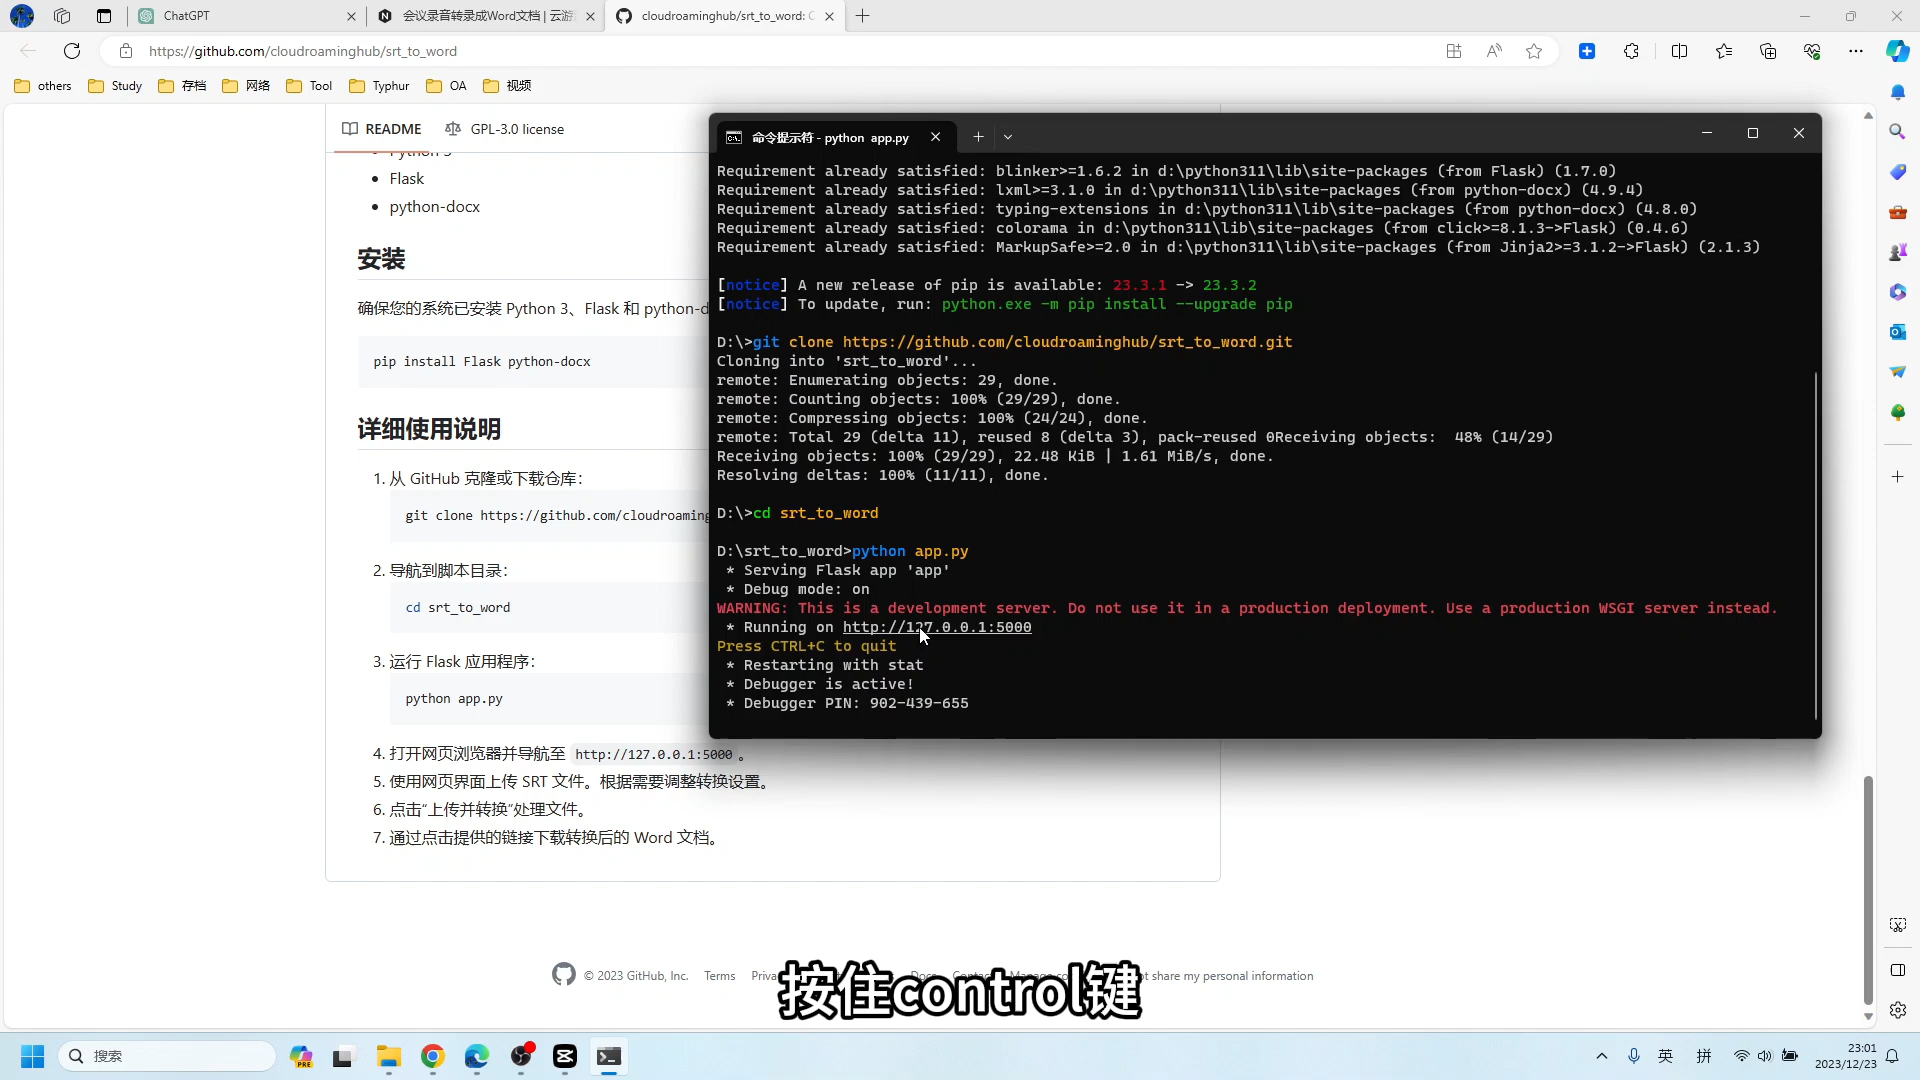 ChatGPT
会议录音转录成Word文档 | 云游
cloudroaminghub/srt_to_word: C
https://github.com/cloudroaminghub/srt_to_word
others
Study
存档
网络
Tool
Typhur
OA
视频
README
GPL-3.0 license
Python 3
Flask
python-docx
安装
确保您的系统已安装 Python 3、Flask 和 python-d
pip install Flask python-docx
详细使用说明
1. 从 GitHub 克隆或下载仓库：
git clone https://github.com/cloudroaming
2. 导航到脚本目录：
cd srt_to_word
3. 运行 Flask 应用程序：
python app.py
4. 打开网页浏览器并导航至 http://127.0.0.1:5000 。
5. 使用网页界面上传 SRT 文件。根据需要调整转换设置。
6. 点击“上传并转换”处理文件。
7. 通过点击提供的链接下载转换后的 Word 文档。
命令提示符 - python app.py
Requirement already satisfied: blinker>=1.6.2 in d:\python311\lib\site-packages (from Flask) (1.7.0)
Requirement already satisfied: lxml>=3.1.0 in d:\python311\lib\site-packages (from python-docx) (4.9.4)
Requirement already satisfied: typing-extensions in d:\python311\lib\site-packages (from python-docx) (4.8.0)
Requirement already satisfied: colorama in d:\python311\lib\site-packages (from click>=8.1.3->Flask) (0.4.6)
Requirement already satisfied: MarkupSafe>=2.0 in d:\python311\lib\site-packages (from Jinja2>=3.1.2->Flask) (2.1.3)
[notice] A new release of pip is available: 23.3.1 -> 23.3.2
[notice] To update, run: python.exe -m pip install --upgrade pip
D:\>git clone https://github.com/cloudroaminghub/srt_to_word.git
Cloning into 'srt_to_word'...
remote: Enumerating objects: 29, done.
remote: Counting objects: 100% (29/29), done.
remote: Compressing objects: 100% (24/24), done.
remote: Total 29 (delta 11), reused 8 (delta 3), pack-reused 0Receiving objects:  48% (14/29)
Receiving objects: 100% (29/29), 22.48 KiB | 1.61 MiB/s, done.
Resolving deltas: 100% (11/11), done.
D:\>cd srt_to_word
D:\srt_to_word>python app.py
* Serving Flask app 'app'
* Debug mode: on
WARNING: This is a development server. Do not use it in a production deployment. Use a production WSGI server instead.
* Running on http://127.0.0.1:5000
Press CTRL+C to quit
* Restarting with stat
* Debugger is active!
* Debugger PIN: 902-439-655
© 2023 GitHub, Inc. Terms Priva Docs Contact Manage co t share my personal information
按住control键
搜索
PRE
英
拼
23:01
2023/12/23